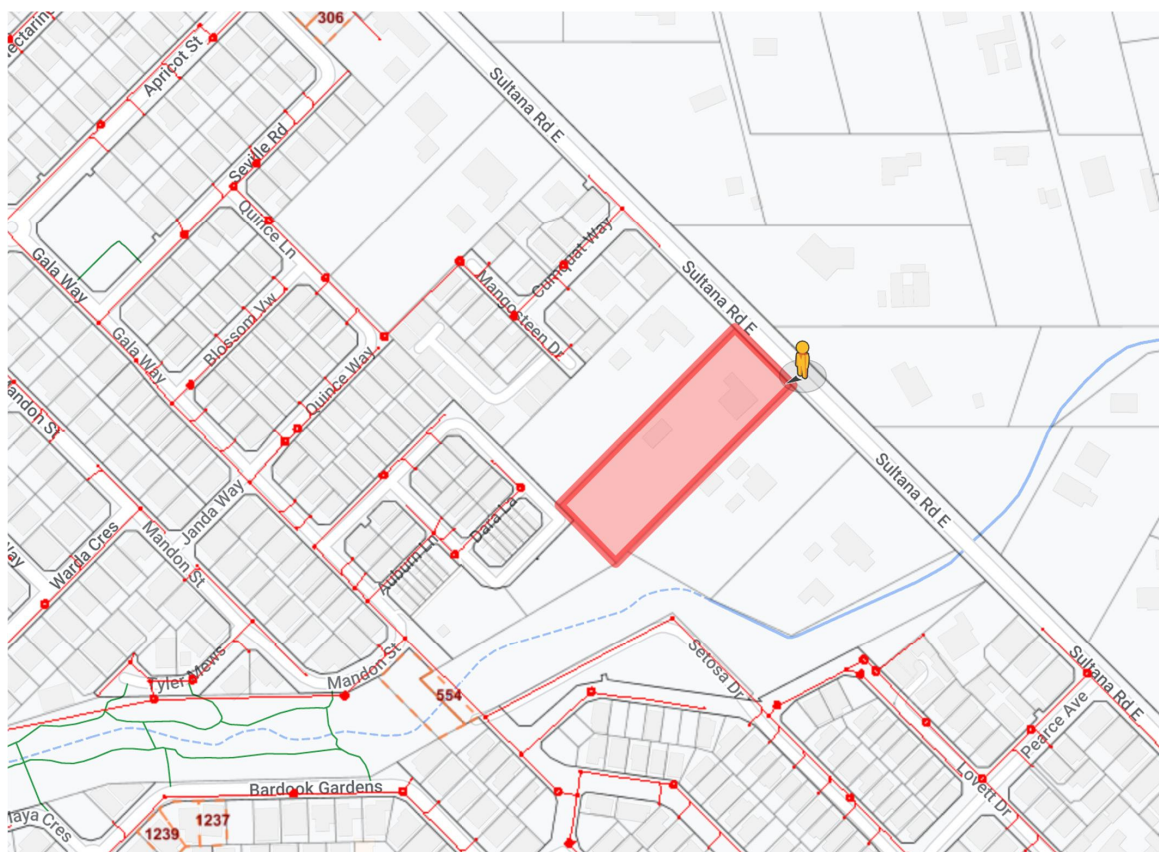 306
Nectarine
Apricot St
Sultana Rd E
Seville Rd
Quince Ln
Cumquat Way
Gala Way
Mangosteen Dr
Sultana Rd E
Blossom Vw
Gala Way
Quince Way
Mandon St
Sultana Rd E
Janda Way
Dara La
Warda Cres
Mandon St
Auburn Ln
Way
Tyler Mews
Mandon St
Setosa Dr
Sultana Rd E
554
Pearce Ave
Bardook Gardens
Lovett Dr
Maya Cres
1239
1237